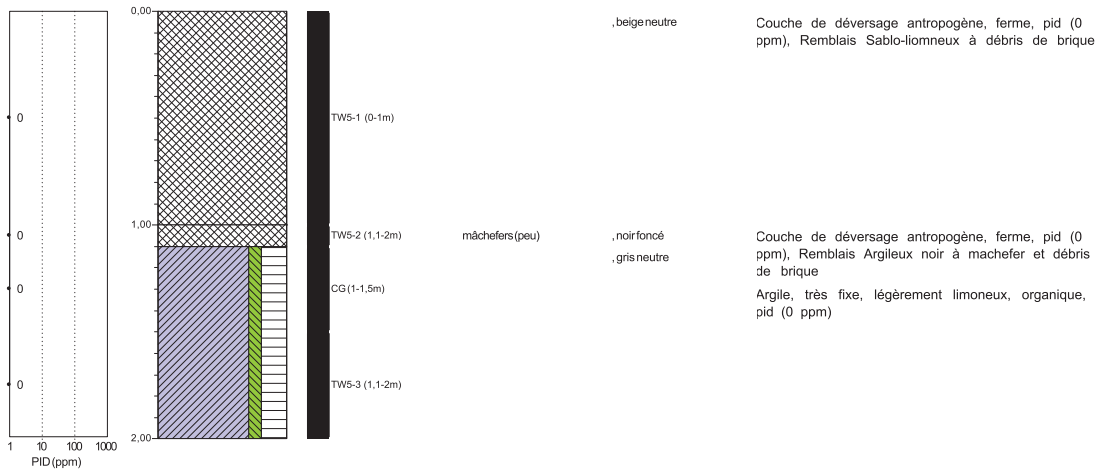 0,00
, beige neutre
Couche de déversage antropogène, ferme, pid (0
ppm), Remblais Sablo-liomneux à débris de brique
0
TW5-1 (0-1m)
1,00
0
TW5-2 (1,1-2m)
mâchefers (peu)
, noir foncé
Couche de déversage antropogène, ferme, pid (0
ppm), Remblais Argileux noir à machefer et débris
de brique
, gris neutre
0
CG (1-1,5m)
Argile, très fixe, légèrement limoneux, organique,
pid (0 ppm)
0
TW5-3 (1,1-2m)
2,00
1 10 100 1000
PID (ppm)